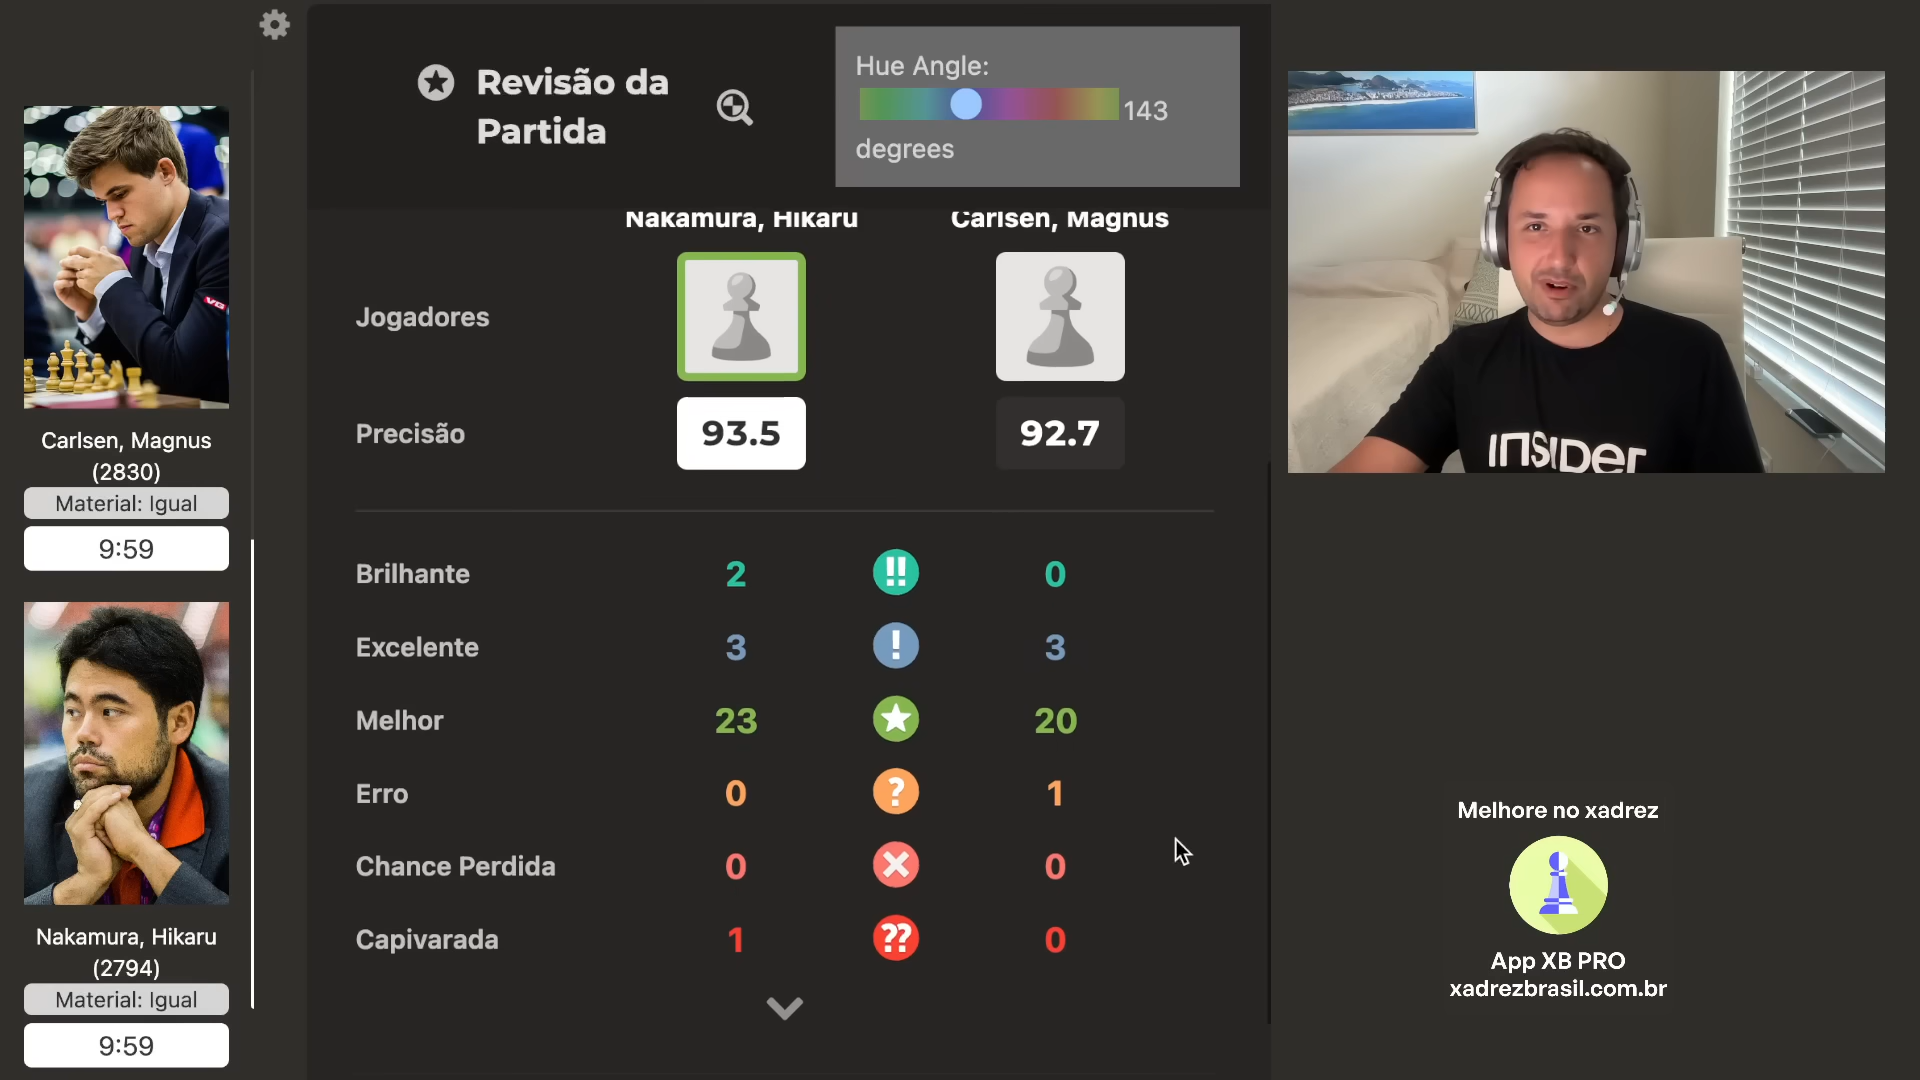 Revisão da
Partida
Hue Angle:
143
degrees
Carlsen, Magnus
(2830)
Material: Igual
9:59
Nakamura, Hikaru
(2794)
Material: Igual
9:59
Nakamura, Hikaru Carlsen, Magnus
Jogadores
Precisão 93.5 92.7
Brilhante 2 !! 0
Excelente 3 ! 3
Melhor 23 20
Erro 0 ? 1
Chance Perdida 0 0
Capivarada 1 ?? 0
VG
INSIDer
Melhore no xadrez
App XB PRO
xadrezbrasil.com.br